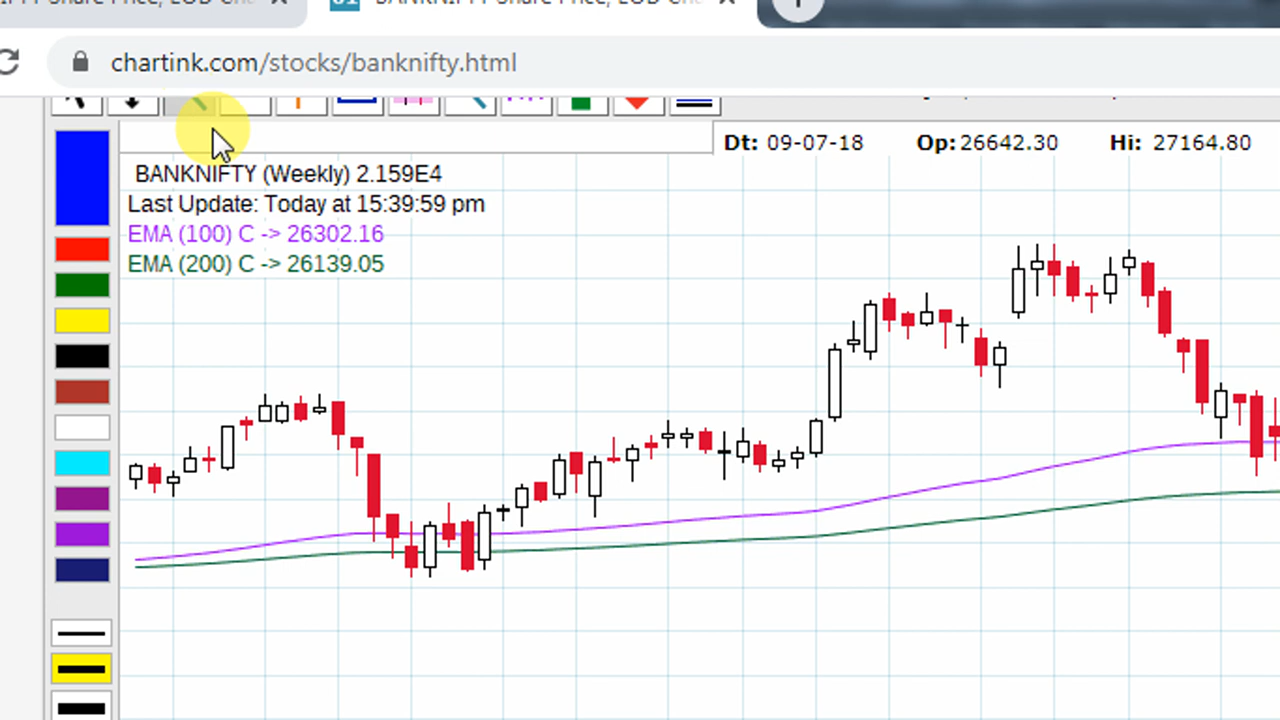 chartink.com/stocks/banknifty.html
Dt: 09-07-18 Op: 26642.30 Hi: 27164.80
BANKNIFTY (Weekly) 2.159E4
Last Update: Today at 15:39:59 pm
EMA (100) C -> 26302.16
EMA (200) C -> 26139.05